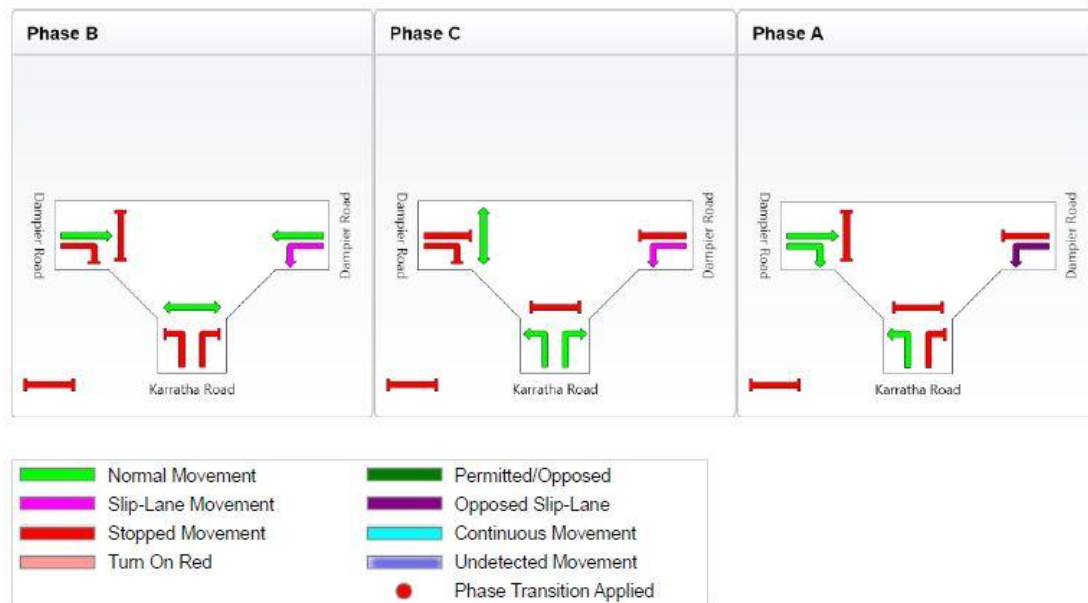 Phase B
Phase C
Phase A
Dampier Road
Dampier Road
Karratha Road
Dampier Road
Dampier Road
Karratha Road
Dampier Road
Dampier Road
Karratha Road
Normal Movement
Permitted/Opposed
Slip-Lane Movement
Opposed Slip-Lane
Stopped Movement
Continuous Movement
Turn On Red
Undetected Movement
Phase Transition Applied